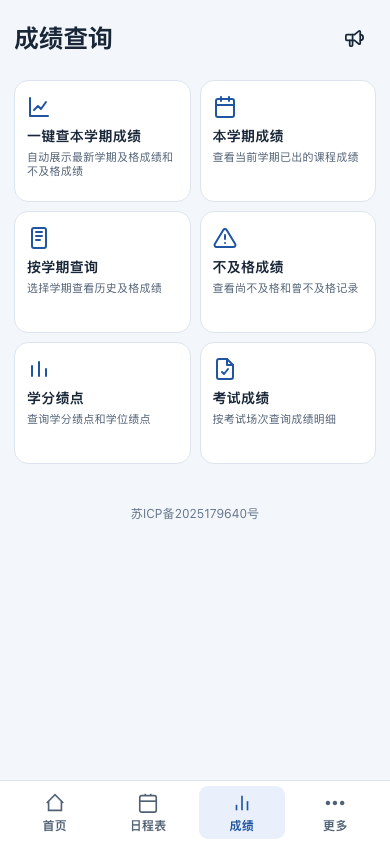 成绩查询
一键查本学期成绩
自动展示最新学期及格成绩和
不及格成绩
本学期成绩
查看当前学期已出的课程成绩
按学期查询
选择学期查看历史及格成绩
不及格成绩
查看尚不及格和曾不及格记录
学分绩点
查询学分绩点和学位绩点
考试成绩
按考试场次查询成绩明细
苏ICP备2025179640号
首页
日程表
成绩
更多